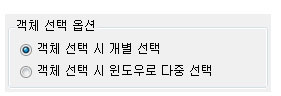 객체 선택 옵션
객체 선택 시 개별 선택
객체 선택 시 윈도우로 다중 선택